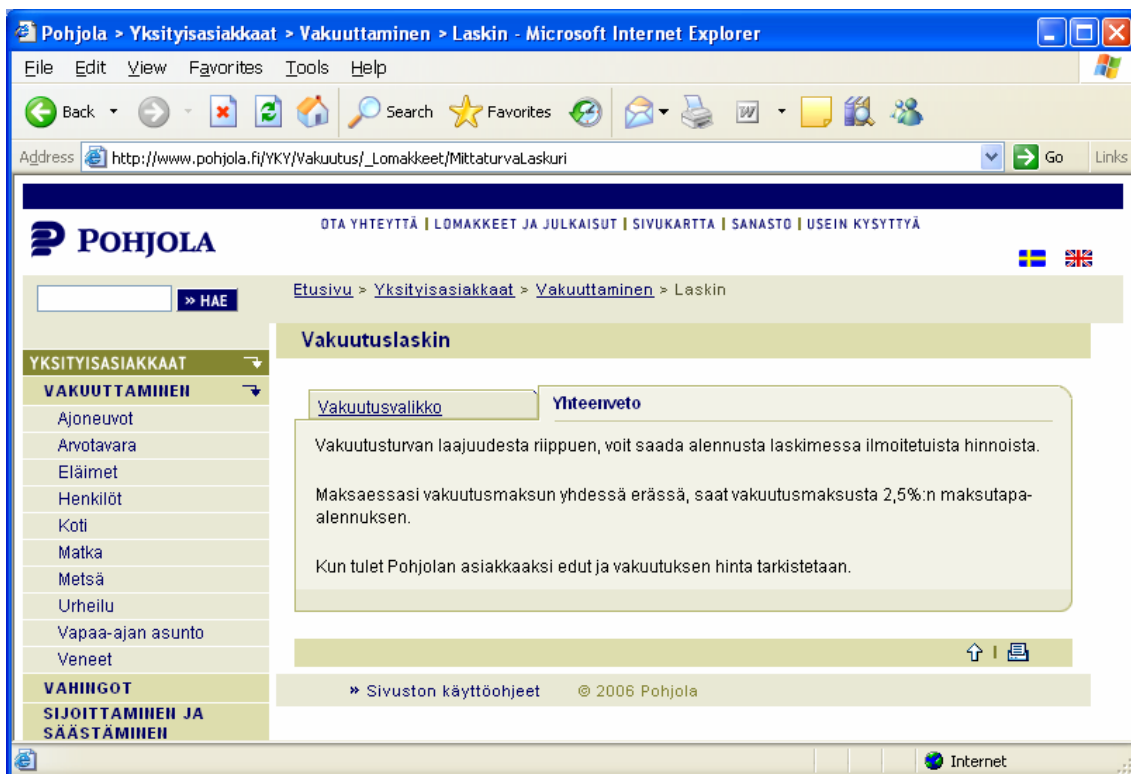 Pohjola > Yksityisasiakkaat > Vakuuttaminen > Laskin - Microsoft Internet Explorer
File Edit View Favorites Tools Help
Back Search Favorites
Address http://www.pohjola.fi/YKY/Vakuutus/_Lomakkeet/MittaturvaLaskuri Go Links
OTA YHTEYTTÄ | LOMAKKEET JA JULKAISUT | SIVUKARTTA | SANASTO | USEIN KYSYTTYÄ
POHJOLA
» HAE
Etusivu > Yksityisasiakkaat > Vakuuttaminen > Laskin
Vakuutuslaskin
YKSITYISASIAKKAAT
VAKUUTTAMINEN
Ajoneuvot
Arvotavara
Eläimet
Henkilöt
Koti
Matka
Metsä
Urheilu
Vapaa-ajan asunto
Veneet
VAHINGOT
SIJOITTAMINEN JA
SÄÄSTÄMINEN
Vakuutusvalikko
Yhteenveto
Vakuutusturvan laajuudesta riippuen, voit saada alennusta laskimessa ilmoitetuista hinnoista.
Maksaessasi vakuutusmaksun yhdessä erässä, saat vakuutusmaksusta 2,5%:n maksutapa-
alennuksen.
Kun tulet Pohjolan asiakkaaksi edut ja vakuutuksen hinta tarkistetaan.
» Sivuston käyttöohjeet © 2006 Pohjola
Internet